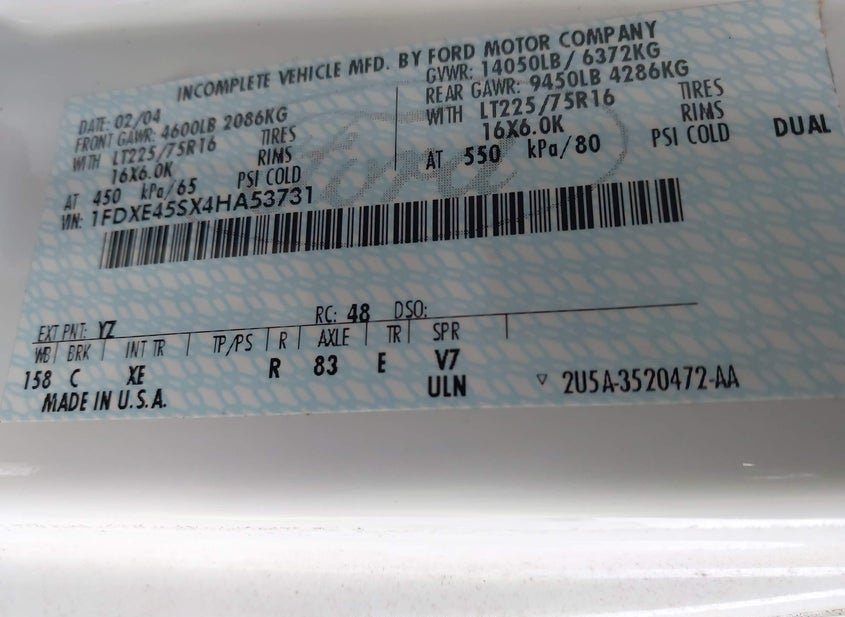 INCOMPLETE VEHICLE MFD. BY FORD MOTOR COMPANY
DATE: 02/04
FRONT GAWR: 4600LB 2086KG
WITH LT225/75R16 TIRES
16X6.0K RIMS
AT 450 kPa/65 PSI COLD
GVWR: 14050LB/ 6372KG
REAR GAWR: 9450LB 4286KG
WITH LT225/75R16 TIRES
16X6.0K RIMS
AT 550 kPa/80 PSI COLD DUAL
VIN: 1FDXE45SX4HA53731
Ford
EXT PNT: YZ RC: 48 DSO:
WB BRK INT TR TP/PS R AXLE TR SPR
158 C XE R 83 E V7
ULN
MADE IN U.S.A.
▽ 2U5A-3520472-AA